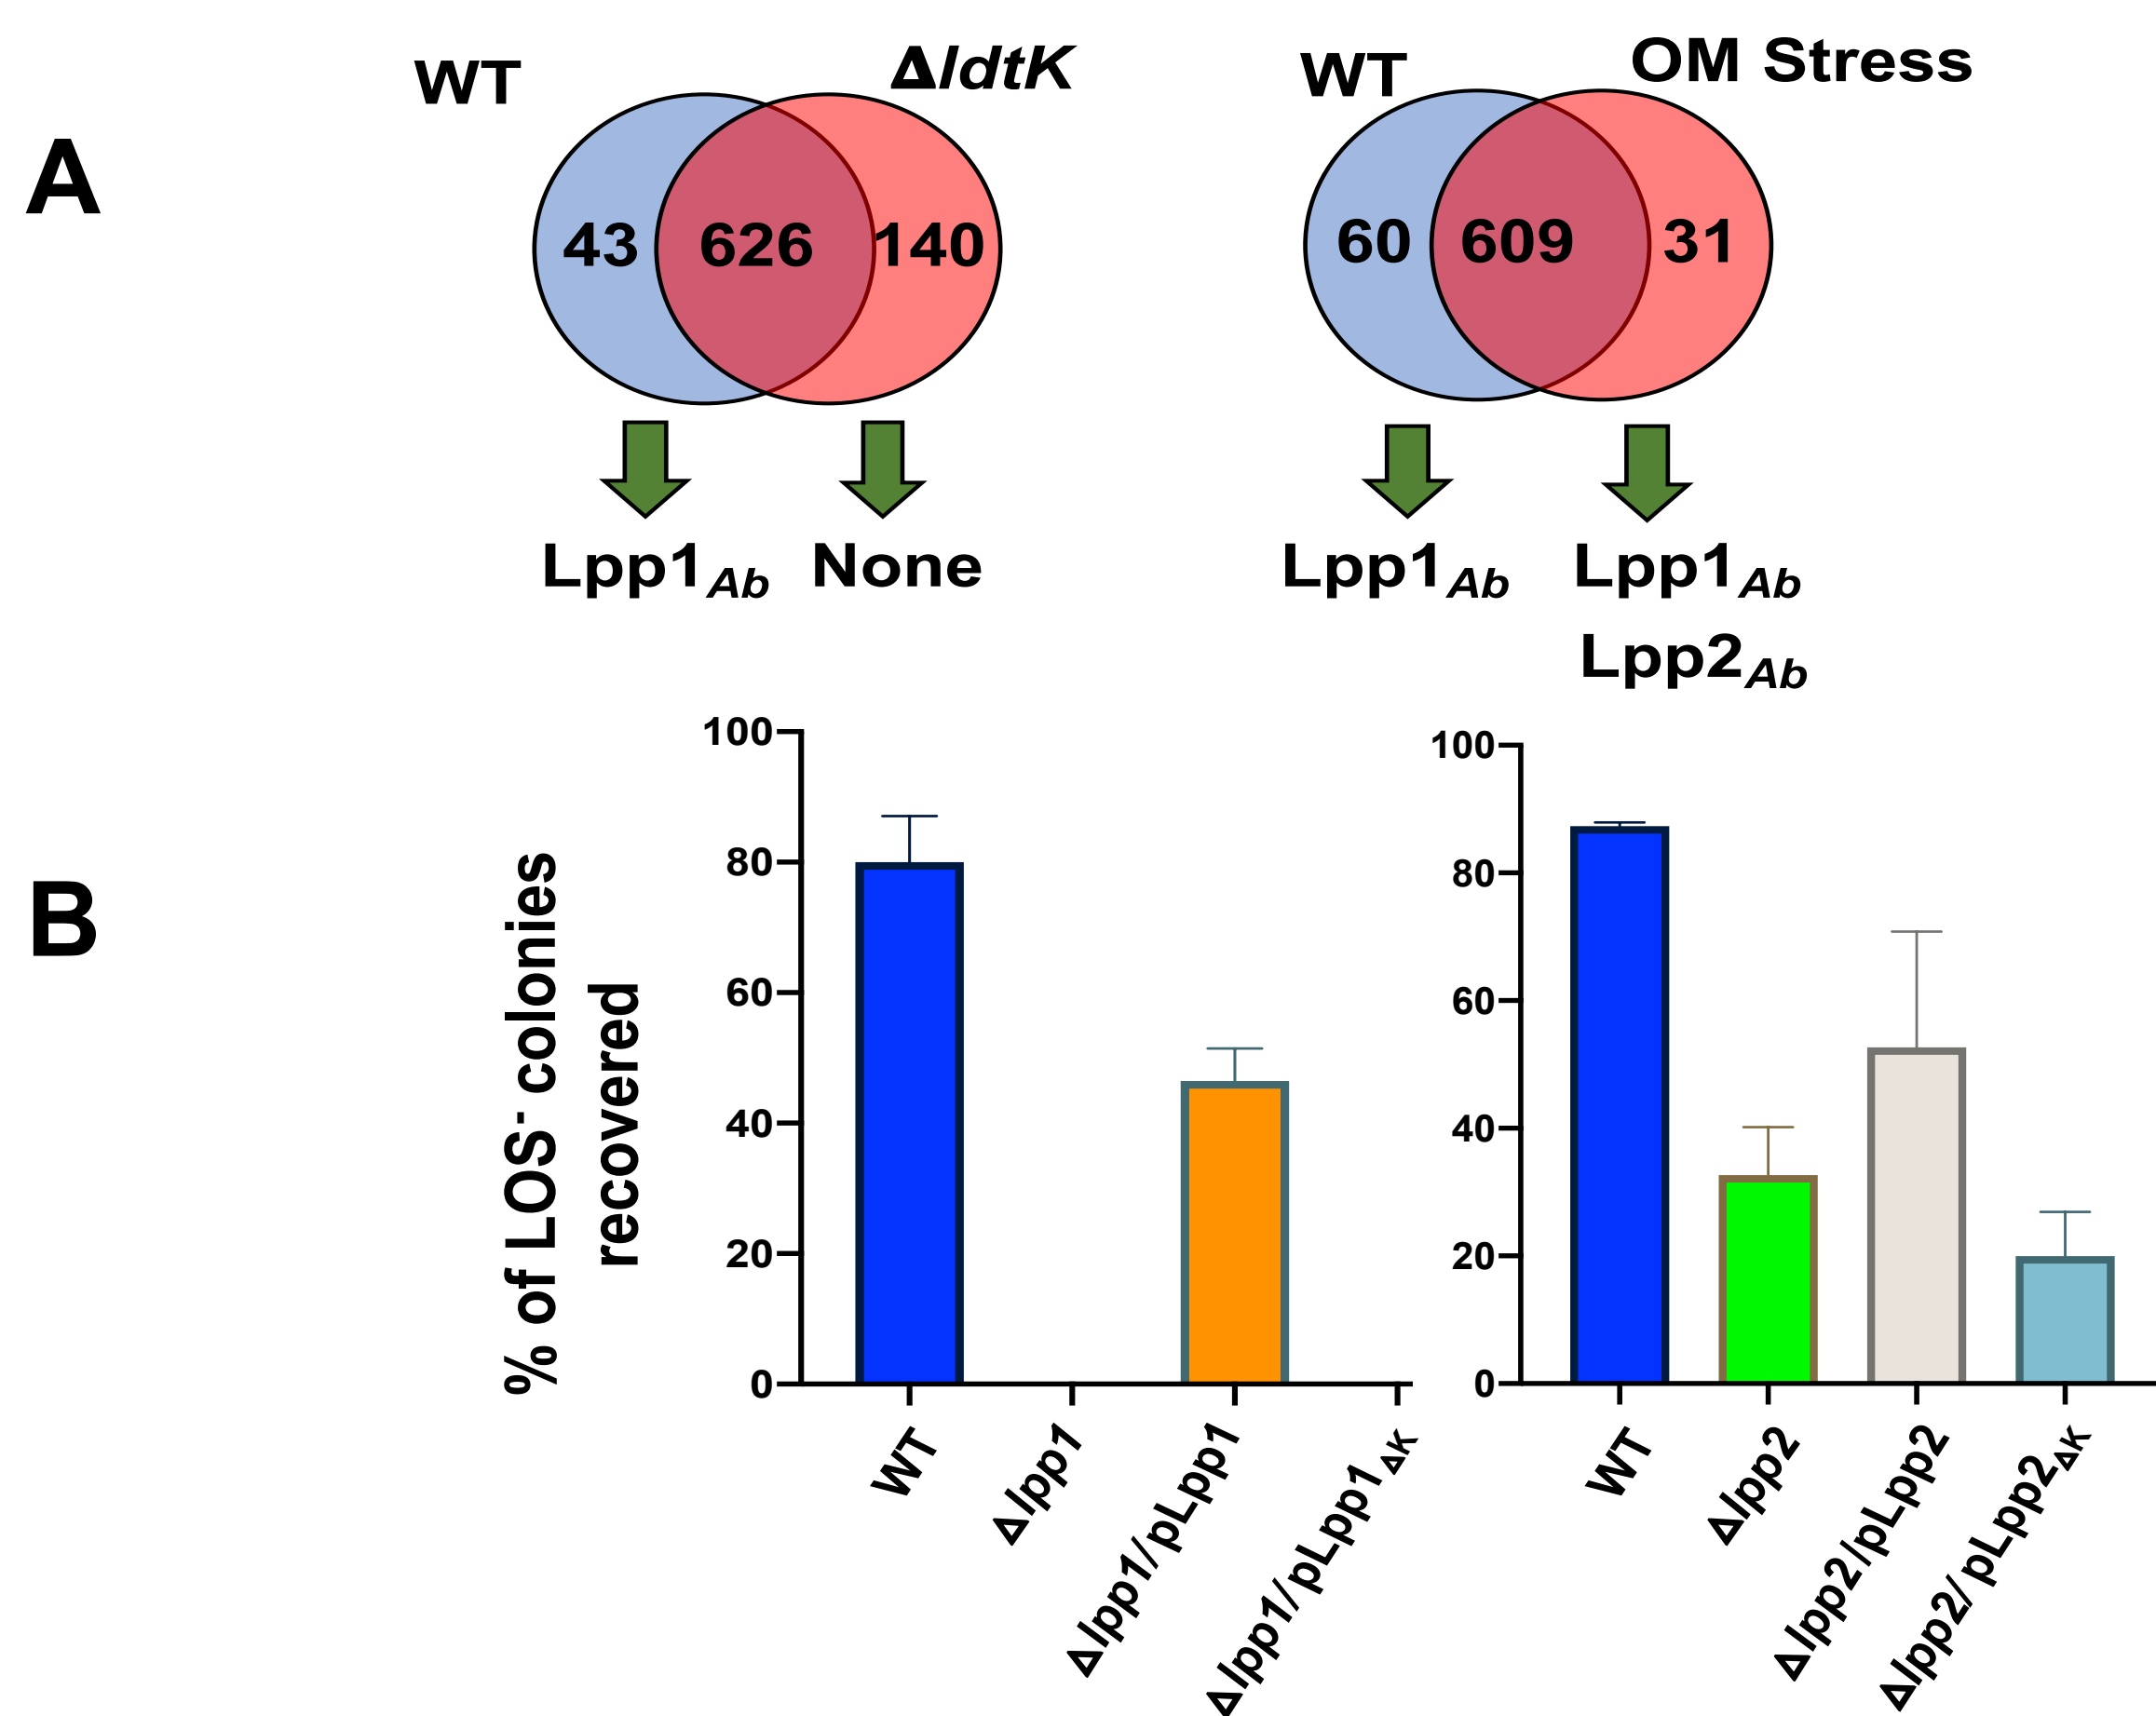 A
WT
ΔldtK
43
626
140
Lpp1Ab
None
WT
OM Stress
60
609
31
Lpp1Ab
Lpp1Ab
Lpp2Ab
B
% of LOS- colonies
recovered
100
80
60
40
20
0
WT
Δlpp1
Δlpp1/pLpp1
Δlpp1/pLpp1ΔK
100
80
60
40
20
0
WT
Δlpp2
Δlpp2/pLpp2
Δlpp2/pLpp2ΔK